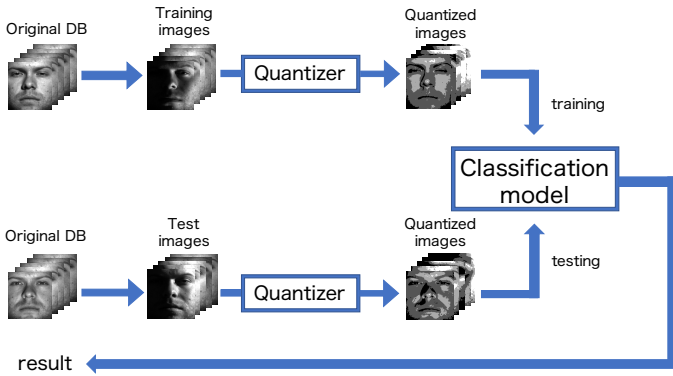 Original DB
Training
images
Quantizer
Quantized
images
training
Classification
model
Original DB
Test
images
Quantizer
Quantized
images
testing
result